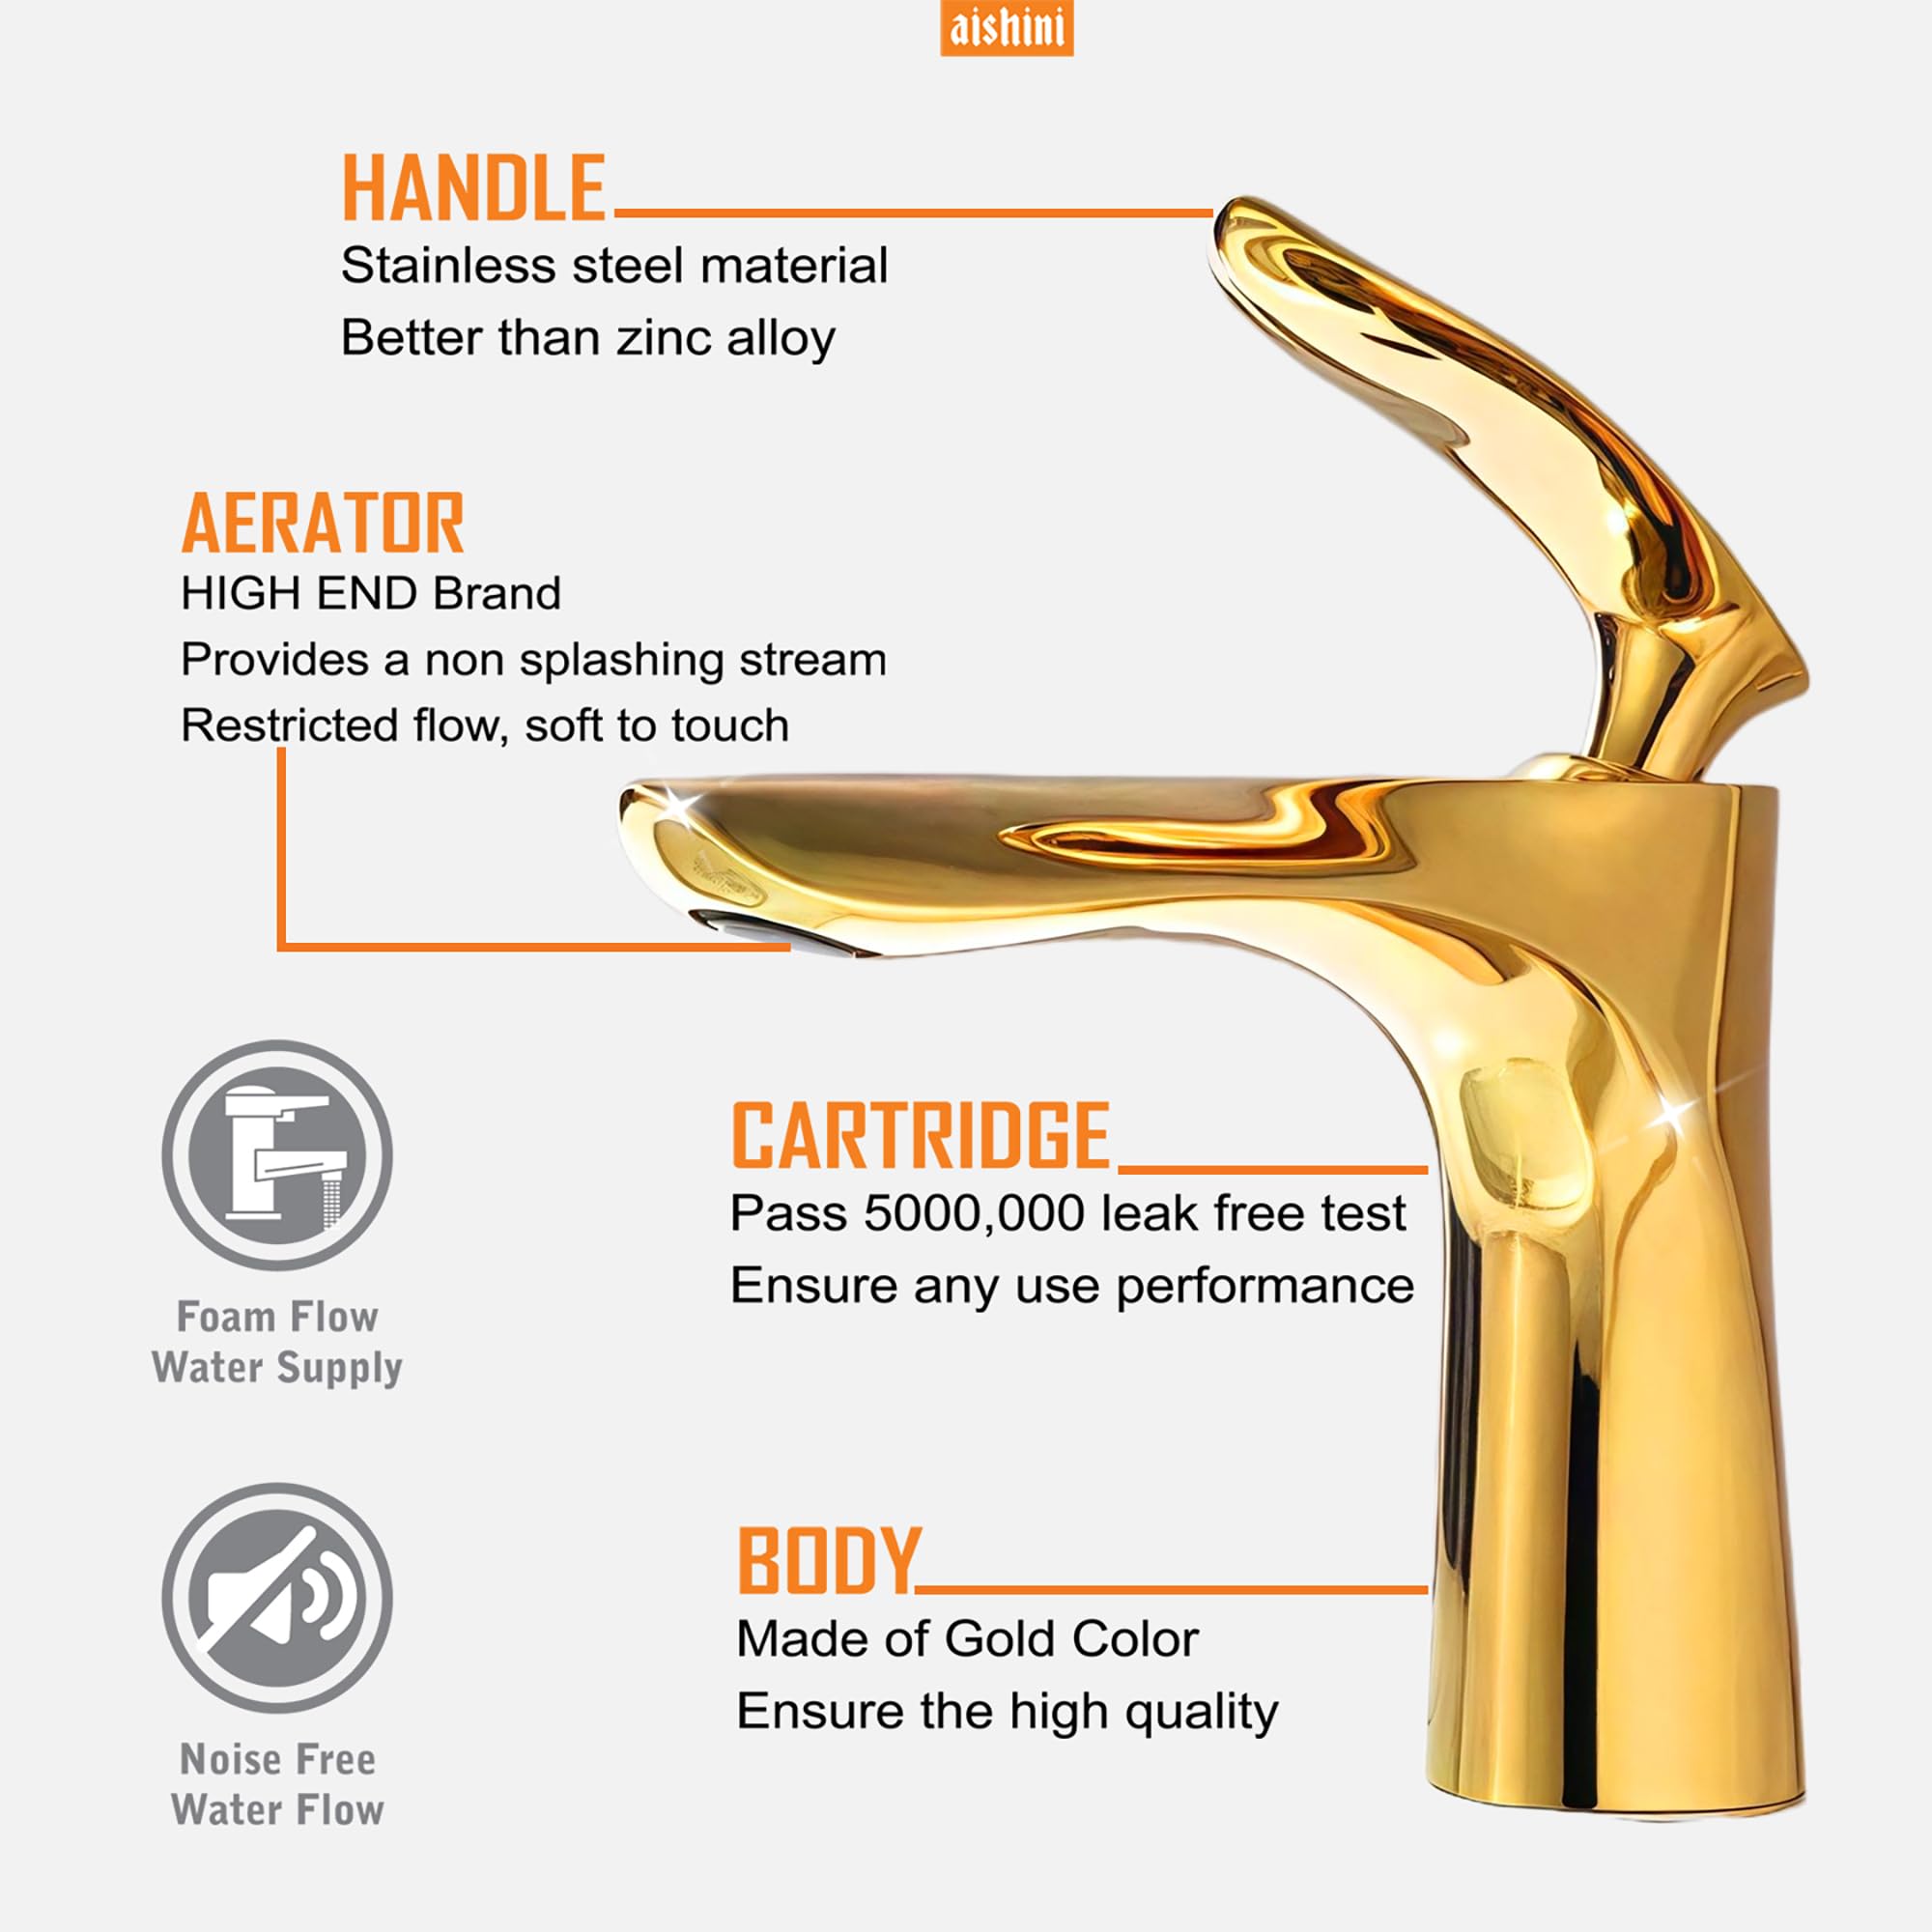 aishini
HANDLE
Stainless steel material
Better than zinc alloy
AERATOR
HIGH END Brand
Provides a non splashing stream
Restricted flow, soft to touch
Foam Flow
Water Supply
CARTRIDGE
Pass 5000,000 leak free test
Ensure any use performance
Noise Free
Water Flow
BODY
Made of Gold Color
Ensure the high quality